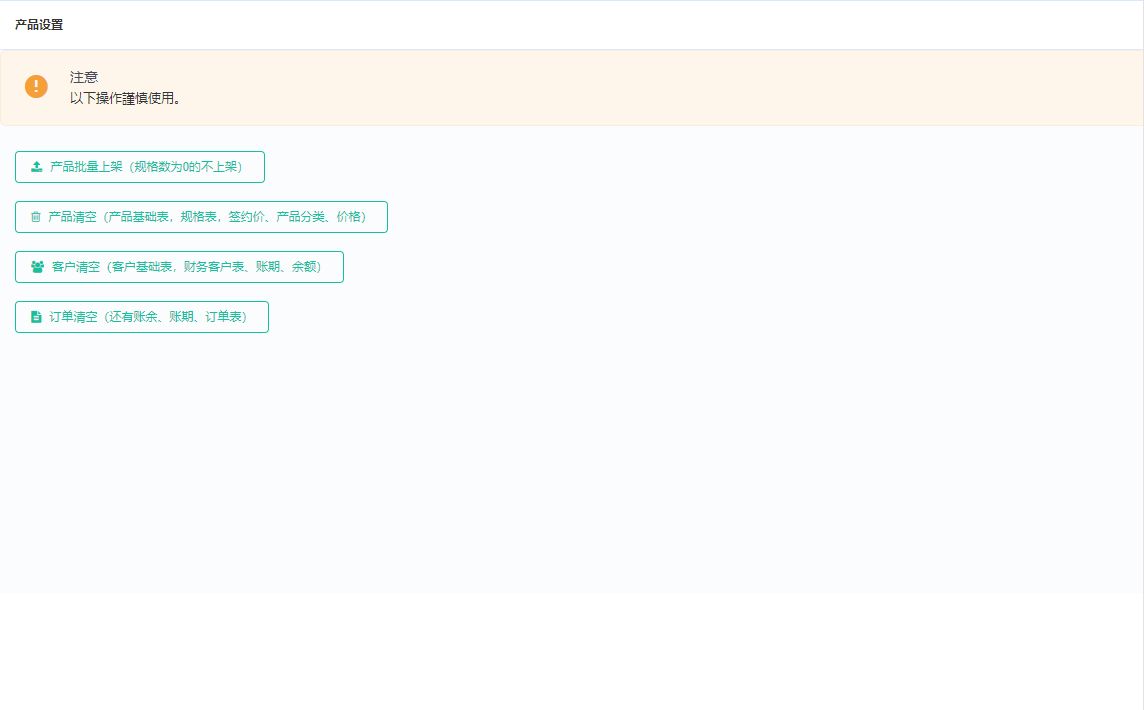 产品设置
注意
以下操作謹慎使用。
产品批量上架（规格数为0的不上架）
产品清空（产品基础表，规格表，签约价、产品分类、价格）
客户清空（客户基础表，财务客户表、账期、余额）
订单清空（还有账余、账期、订单表）